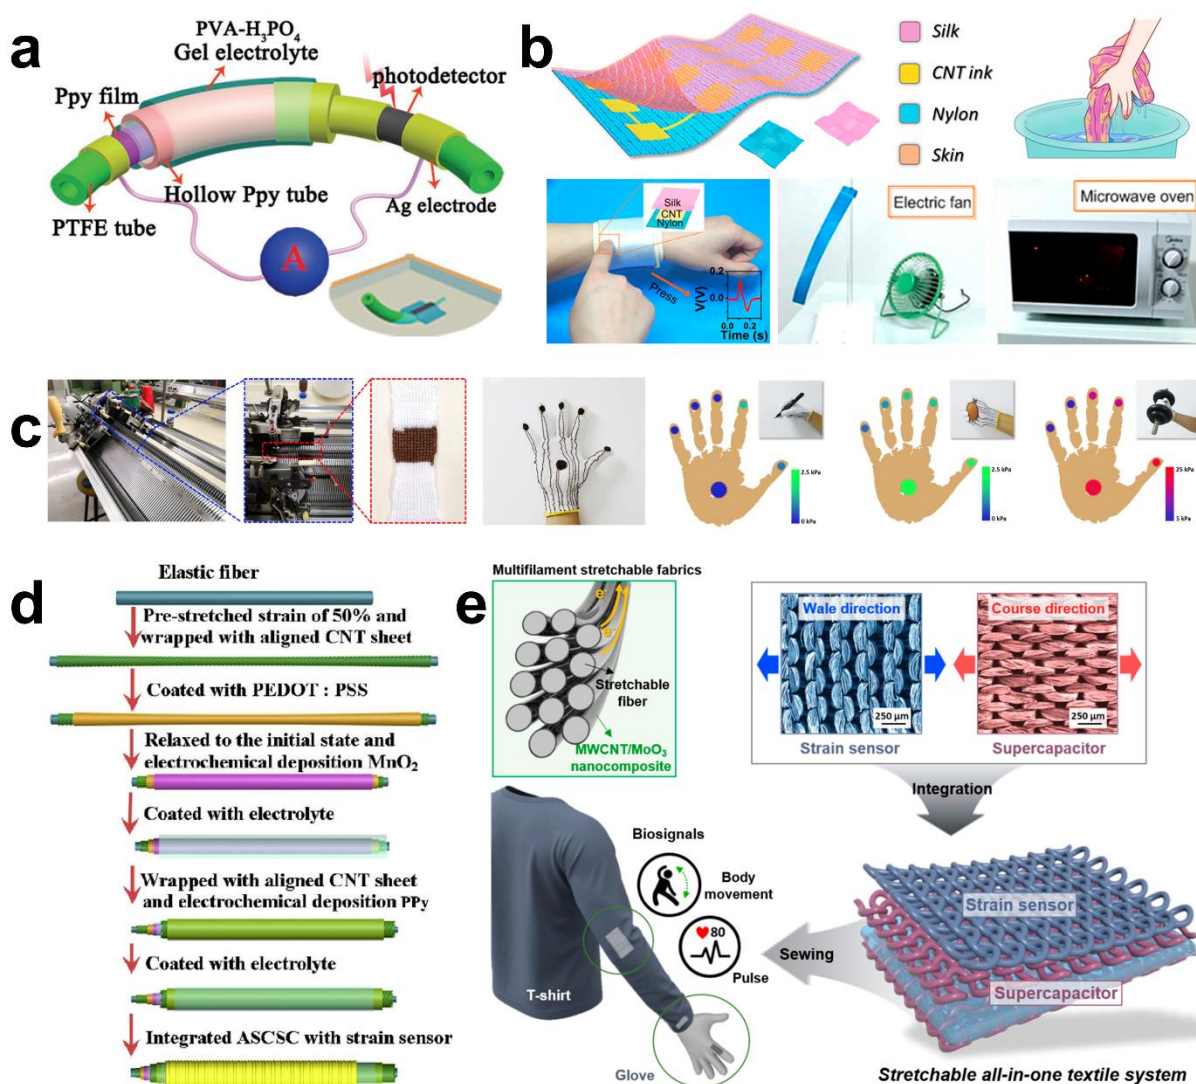 a
PVA-H3PO4
Gel electrolyte
photodetector
Ppy film
Hollow Ppy tube
Ag electrode
PTFE tube
A
b
Silk
CNT ink
Nylon
Skin
Silk
CNT
Nylon
Press
0.2
0.0
V(V)
0.0 0.2
Time (s)
Electric fan
Microwave oven
Midea
c
2.5 kPa
0 kPa
2.5 kPa
0 kPa
25 kPa
5 kPa
d
Elastic fiber
Pre-stretched strain of 50% and
wrapped with aligned CNT sheet
Coated with PEDOT : PSS
Relaxed to the initial state and
electrochemical deposition MnO2
Coated with electrolyte
Wrapped with aligned CNT sheet
and electrochemical deposition PPy
Coated with electrolyte
Integrated ASCSC with strain sensor
e
Multifilament stretchable fabrics
e-
e-
Stretchable
fiber
MWCNT/MoO3
nanocomposite
Wale direction
250 µm
Strain sensor
Course direction
250 µm
Supercapacitor
Integration
Biosignals
Body
movement
80
Pulse
T-shirt
Glove
Sewing
Strain sensor
Supercapacitor
Stretchable all-in-one textile system